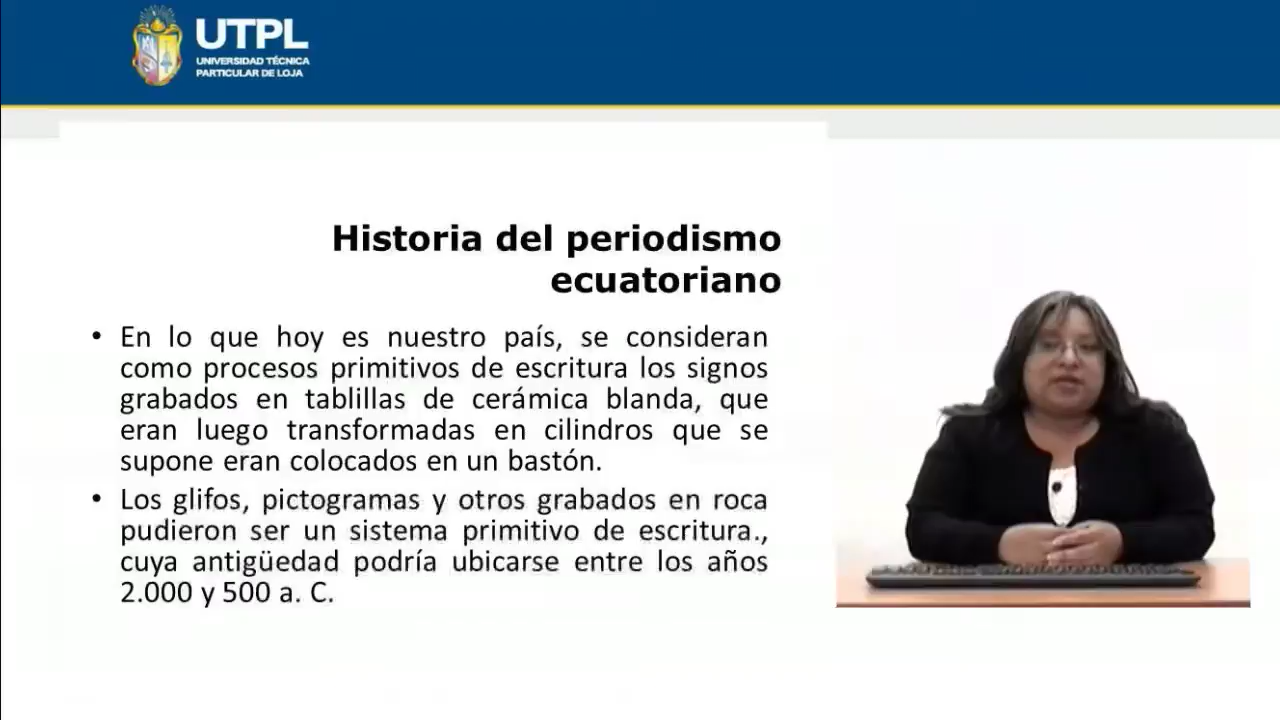 UTPL
UNIVERSIDAD TÉCNICA
PARTICULAR DE LOJA
Historia del periodismo
ecuatoriano
• En lo que hoy es nuestro país, se consideran
como procesos primitivos de escritura los signos
grabados en tablillas de cerámica blanda, que
eran luego transformadas en cilindros que se
supone eran colocados en un bastón.
• Los glifos, pictogramas y otros grabados en roca
pudieron ser un sistema primitivo de escritura.,
cuya antigüedad podría ubicarse entre los años
2.000 y 500 a. C.